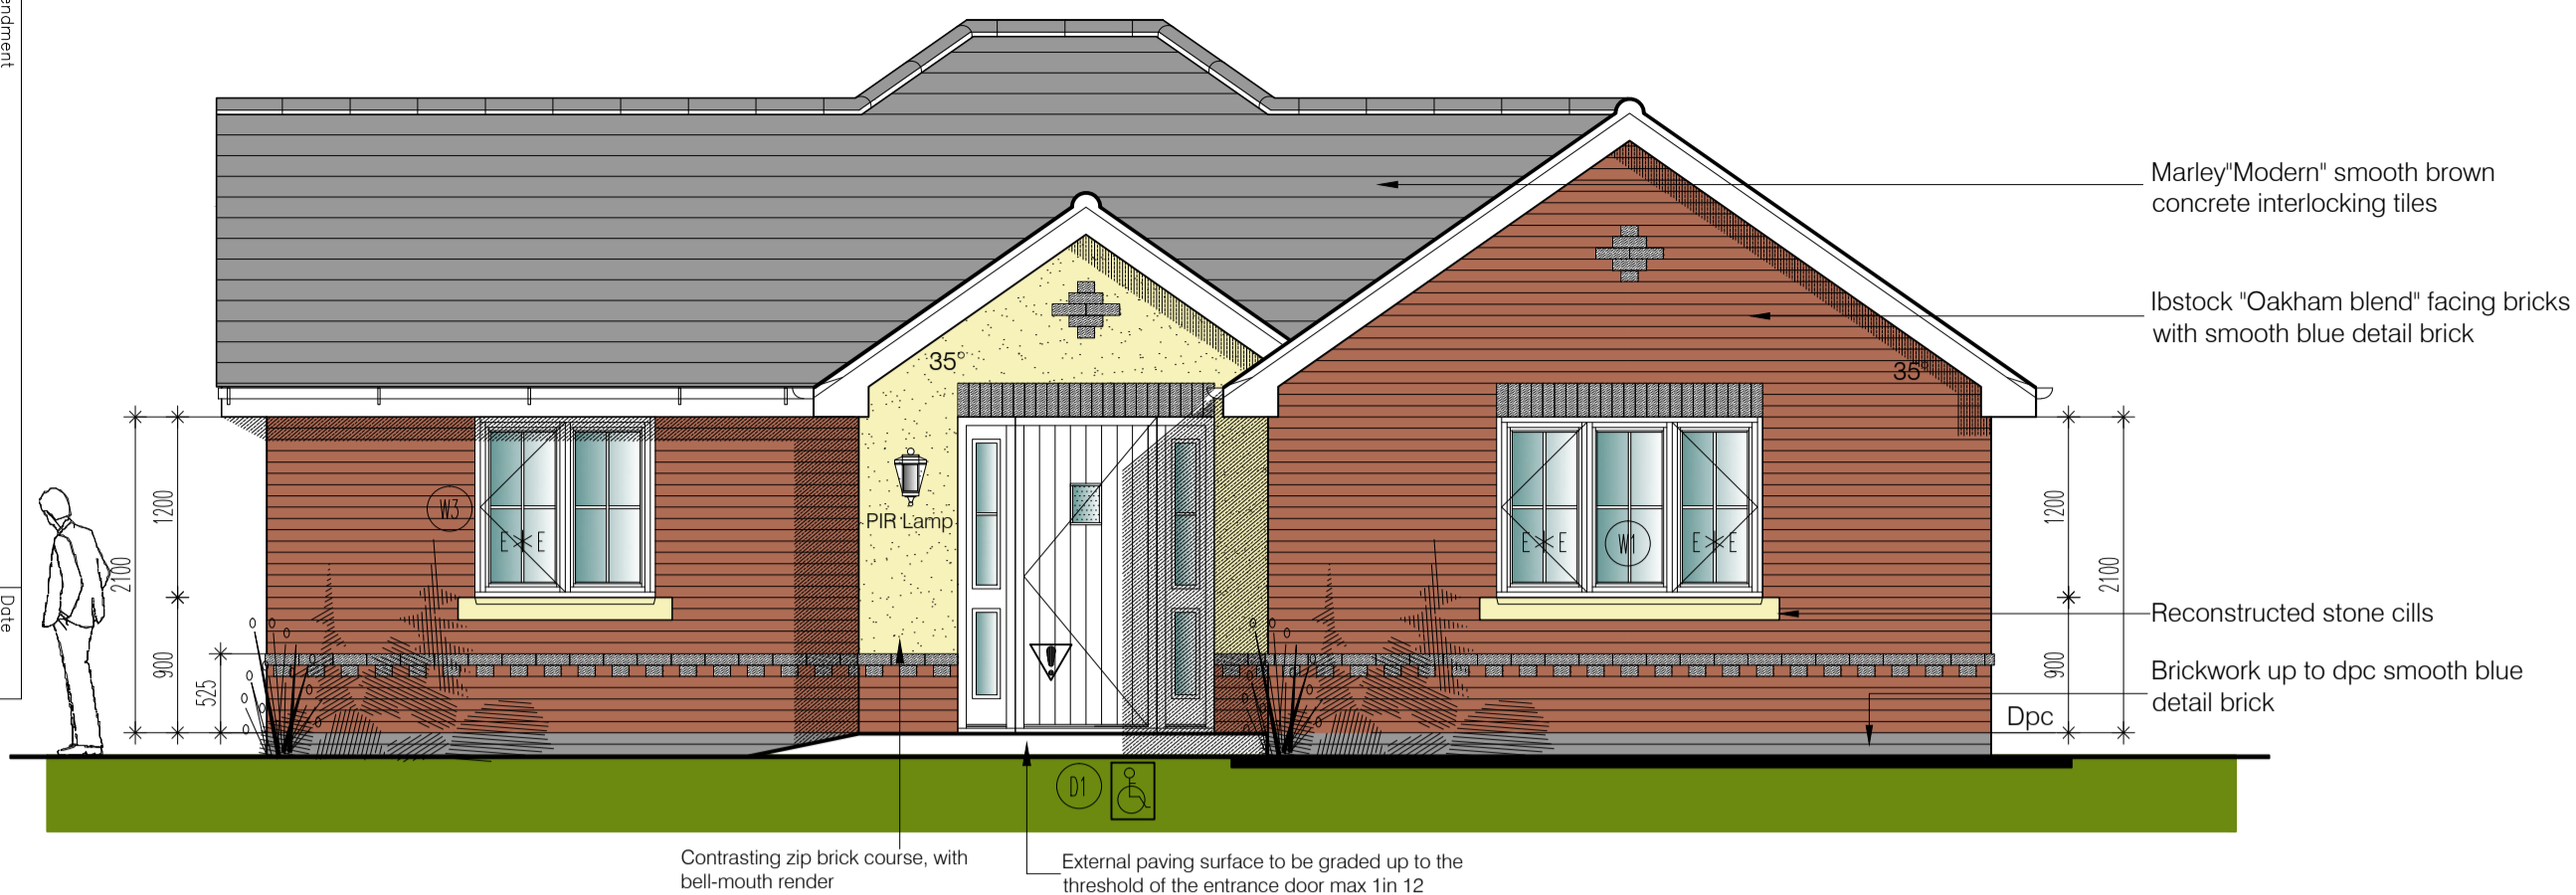 endment
Date
Marley"Modern" smooth brown
concrete interlocking tiles
Ibstock "Oakham blend" facing bricks
with smooth blue detail brick
35°
35°
PIR Lamp
W3
E E
E E
W1
E E
2100
1200
900
525
1200
2100
900
Reconstructed stone cills
Brickwork up to dpc smooth blue
detail brick
Dpc
!
D1
Contrasting zip brick course, with
bell-mouth render
External paving surface to be graded up to the
threshold of the entrance door max 1in 12